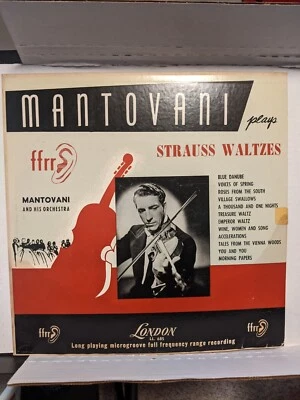 MANTOVANI plays
ffrr
STRAUSS WALTZES
MANTOVANI
AND HIS ORCHESTRA
BLUE DANUBE
VOICES OF SPRING
ROSES FROM THE SOUTH
VILLAGE SWALLOWS
A THOUSAND AND ONE NIGHTS
TREASURE WALTZ
EMPEROR WALTZ
WINE, WOMEN AND SONG
ACCELERATIONS
TALES FROM THE VIENNA WOODS
YOU AND YOU
MORNING PAPERS
ffrr
LONDON
LL 685
ffrr
Long playing microgroove full frequency range recording